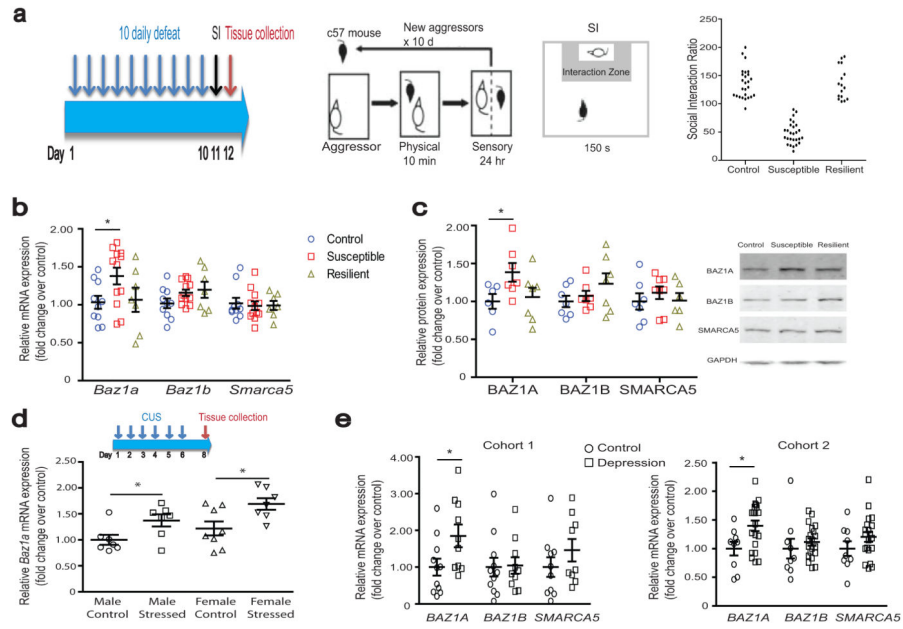 a
10 daily defeat
SI
Tissue collection
Day 1
10 11 12
c57 mouse
New aggressors
x 10 d
Aggressor
Physical
10 min
Sensory
24 hr
SI
Interaction Zone
150 s
Social Interaction Ratio
200
150
100
50
0
Control
Susceptible
Resilient
b
Relative mRNA expression
(fold change over control)
2.00
1.50
1.00
0.50
0
*
Control
Susceptible
Resilient
Baz1a
Baz1b
Smarca5
c
Relative protein expression
(fold change over control)
2.00
1.50
1.00
0.50
0
*
BAZ1A
BAZ1B
SMARCA5
Control
Susceptible
Resilient
BAZ1A
BAZ1B
SMARCA5
GAPDH
d
CUS
Tissue collection
Day 1 2 3 4 5 6 8
Relative Baz1a mRNA expression
(fold change over control)
2.50
2.00
1.50
1.00
0.50
0
*
*
Male
Control
Male
Stressed
Female
Control
Female
Stressed
e
Cohort 1
Relative mRNA expression
(fold change over control)
4.00
3.00
2.00
1.00
0
*
Control
Depression
BAZ1A
BAZ1B
SMARCA5
Cohort 2
Relative mRNA expression
(fold change over control)
2.50
2.00
1.50
1.00
0.50
0
*
BAZ1A
BAZ1B
SMARCA5